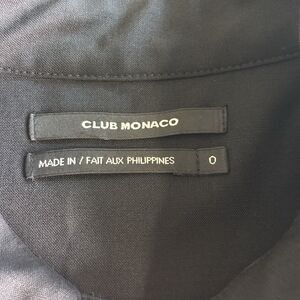 CLUB MONACO
MADE IN / FAIT AUX PHILIPPINES 0